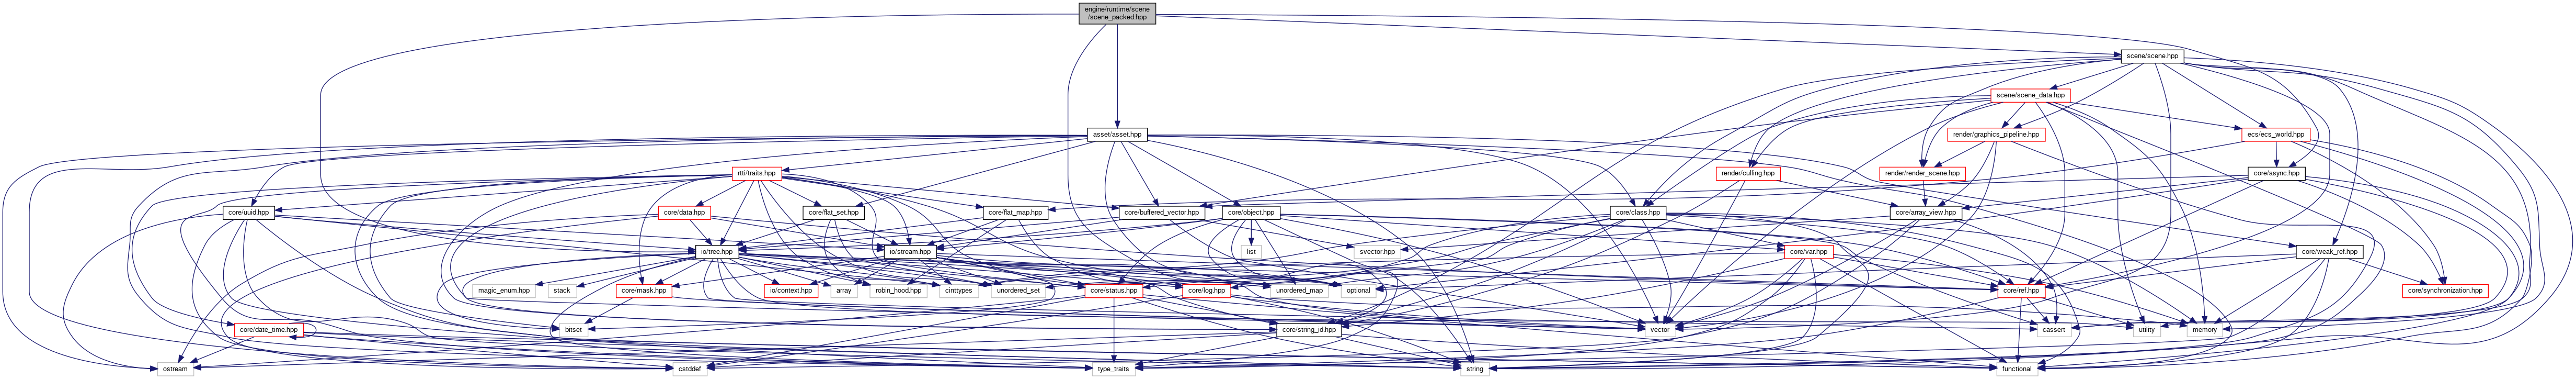 engine/runtime/scene
/scene_packed.hpp
scene/scene.hpp
scene/scene_data.hpp
asset/asset.hpp
render/graphics_pipeline.hpp
ecs/ecs_world.hpp
rtti/traits.hpp
render/culling.hpp
render/render_scene.hpp
core/async.hpp
core/uuid.hpp
core/data.hpp
core/flat_set.hpp
core/flat_map.hpp
core/buffered_vector.hpp
core/object.hpp
core/class.hpp
core/array_view.hpp
io/tree.hpp
io/stream.hpp
list
svector.hpp
core/var.hpp
core/weak_ref.hpp
magic_enum.hpp
stack
core/mask.hpp
io/context.hpp
array
robin_hood.hpp
cinttypes
unordered_set
core/status.hpp
core/log.hpp
unordered_map
optional
core/ref.hpp
core/synchronization.hpp
core/date_time.hpp
bitset
core/string_id.hpp
vector
cassert
utility
memory
ostream
cstddef
type_traits
string
functional